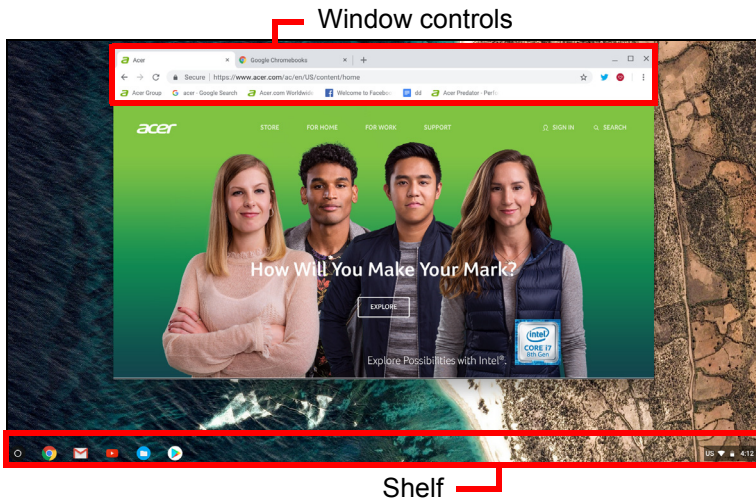 Window controls
Acer
Google Chromebooks
Secure https://www.acer.com/ac/en/US/content/home
Acer Group acer - Google Search Acer.com Worldwide Welcome to Facebo dd Acer Predator - Perfo
acer STORE FOR HOME FOR WORK SUPPORT SIGN IN SEARCH
How Will You Make Your Mark?
EXPLORE
intel
CORE i7
8th Gen
Explore Possibilities with Intel®.
US 4:12
Shelf